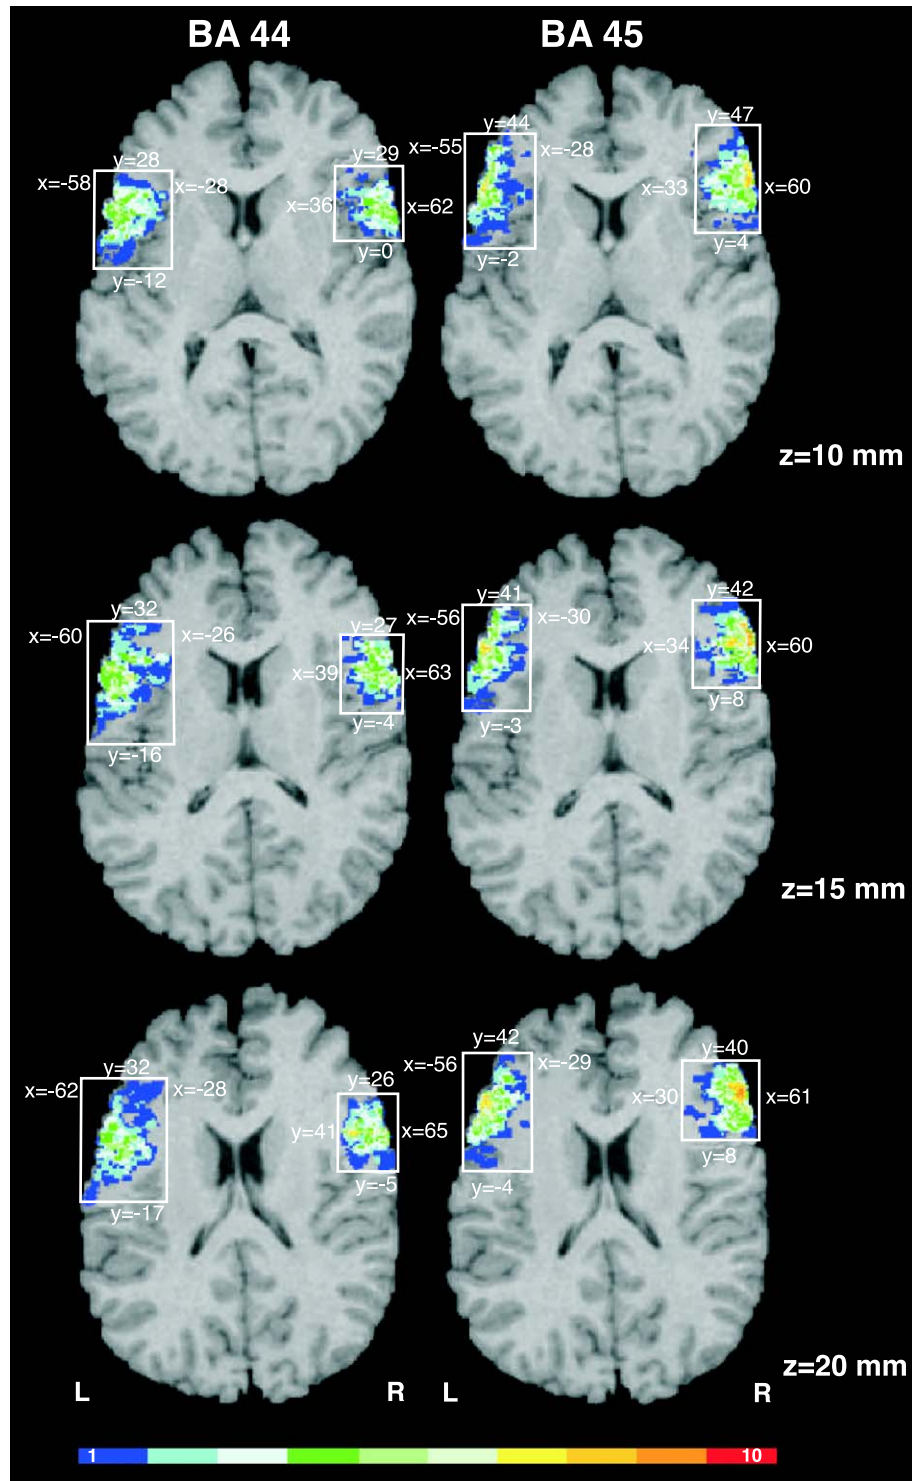 BA 44
BA 45
y=28
x=-58
x=-28
y=-12
y=29
x=36
x=62
y=0
y=44
x=-55
x=-28
y=-2
y=47
x=33
x=60
y=4
z=10 mm
y=32
x=-60
x=-26
y=-16
y=27
x=39
x=63
y=-4
y=41
x=-56
x=-30
y=-3
y=42
x=34
x=60
y=8
z=15 mm
y=32
x=-62
x=-28
y=-17
y=26
y=41
x=65
y=-5
y=42
x=-56
x=-29
y=-4
y=40
x=30
x=61
y=8
z=20 mm
L
R
L
R
1
10